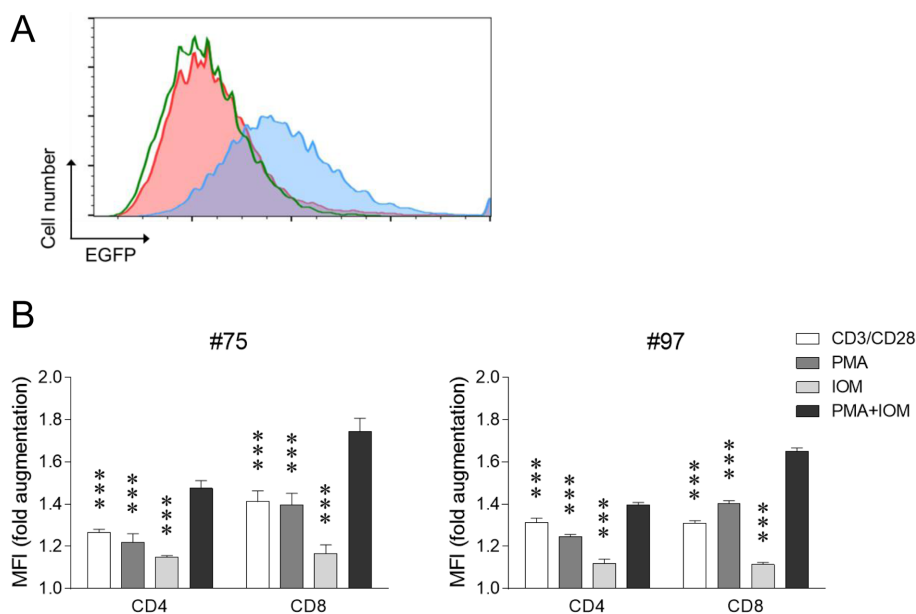 A
Cell number
EGFP
B
#75
#97
CD3/CD28
PMA
IOM
PMA+IOM
MFI (fold augmentation)
2.0
1.8
1.6
1.4
1.2
1.0
***
***
***
***
***
***
CD4
CD8
MFI (fold augmentation)
2.0
1.8
1.6
1.4
1.2
1.0
***
***
***
***
***
***
CD4
CD8